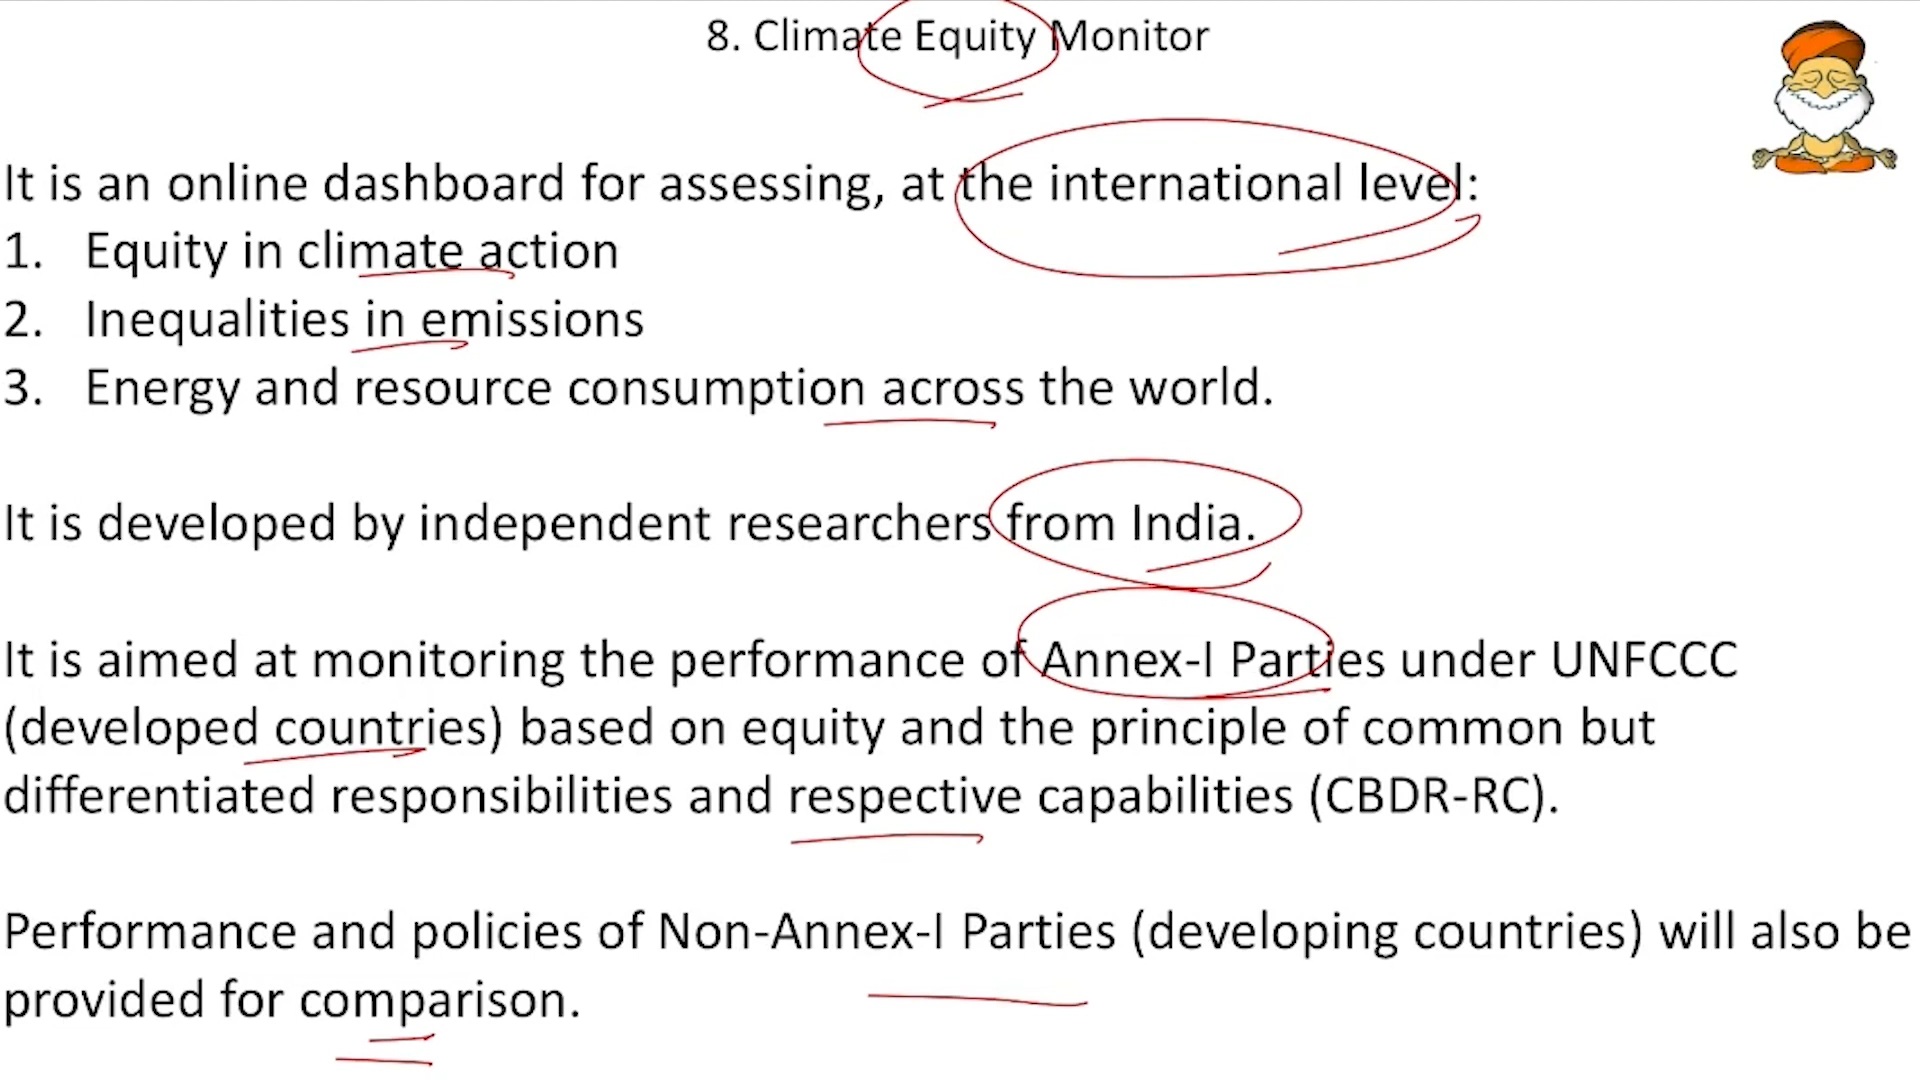 8. Climate Equity Monitor
It is an online dashboard for assessing, at the international level:
1. Equity in climate action
2. Inequalities in emissions
3. Energy and resource consumption across the world.
It is developed by independent researchers from India.
It is aimed at monitoring the performance of Annex-I Parties under UNFCCC
(developed countries) based on equity and the principle of common but
differentiated responsibilities and respective capabilities (CBDR-RC).
Performance and policies of Non-Annex-I Parties (developing countries) will also be
provided for comparison.